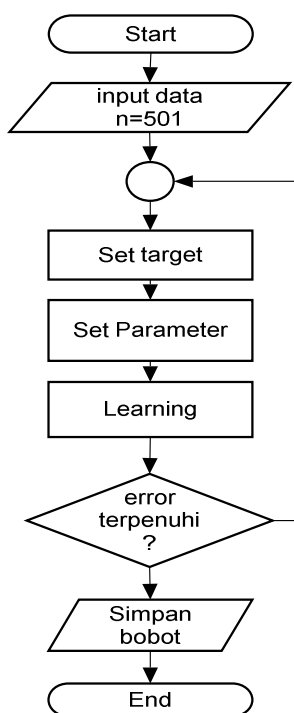 Start
input data
n=501
Set target
Set Parameter
Learning
error
terpenuhi
?
Simpan
bobot
End